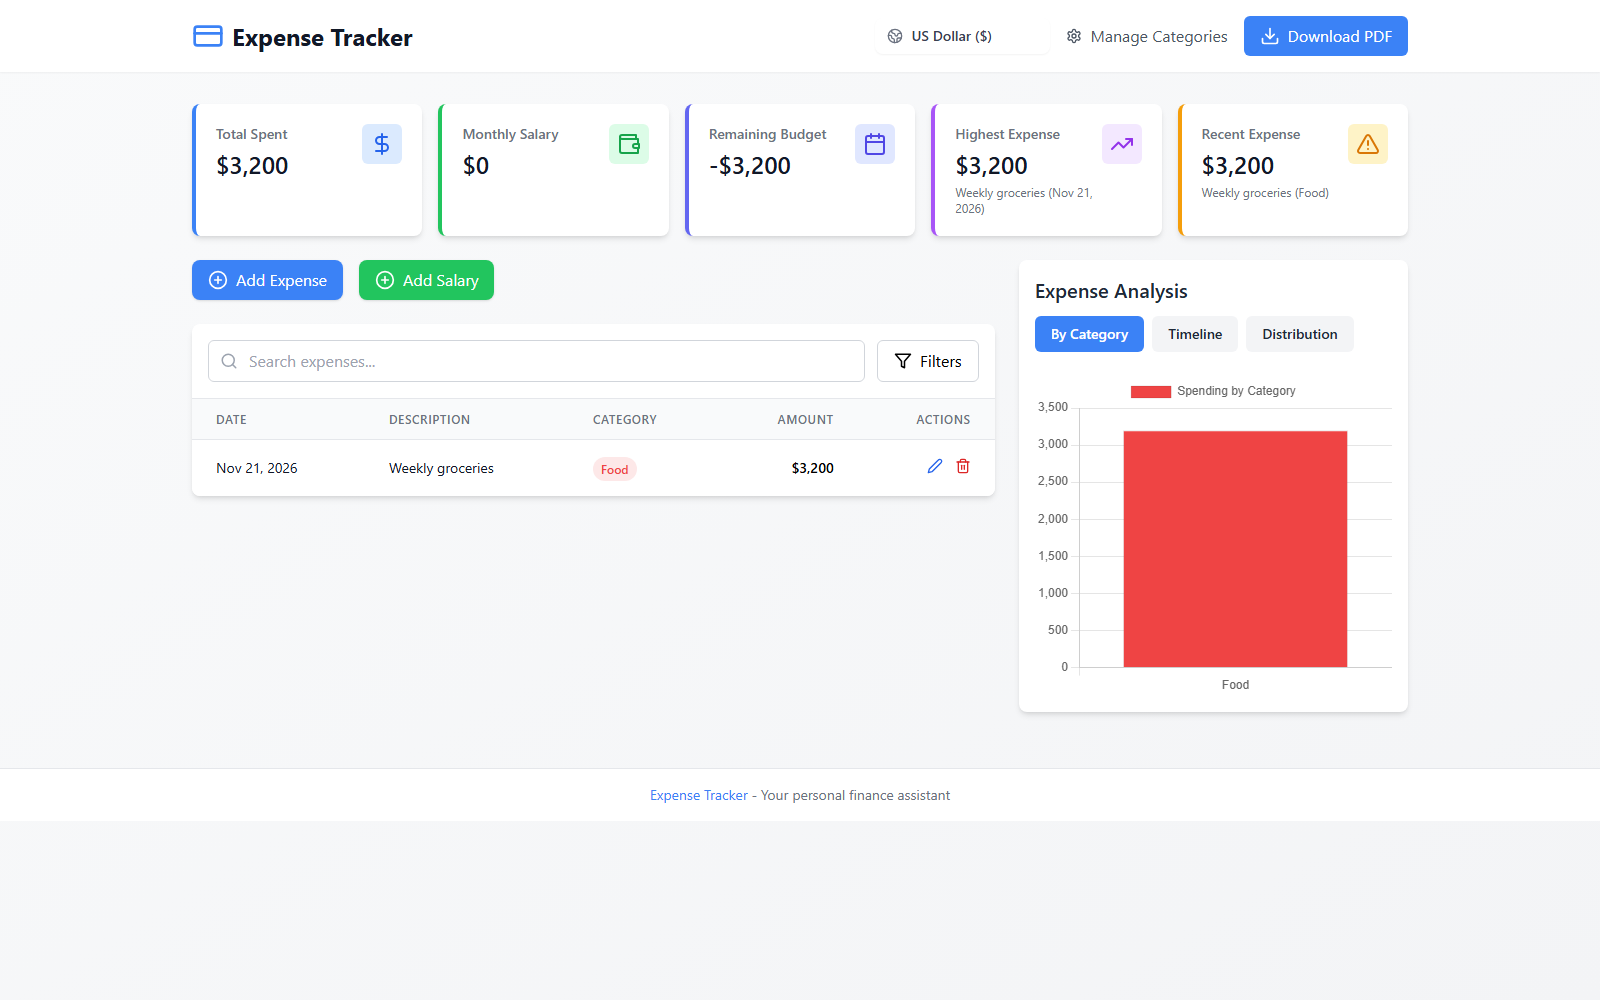 Expense Tracker
US Dollar ($)
Manage Categories
Download PDF
Total Spent
$3,200
Monthly Salary
$0
Remaining Budget
-$3,200
Highest Expense
$3,200
Weekly groceries (Nov 21,
2026)
Recent Expense
$3,200
Weekly groceries (Food)
Add Expense
Add Salary
Search expenses...
Filters
DATE DESCRIPTION CATEGORY AMOUNT ACTIONS
Nov 21, 2026 Weekly groceries Food $3,200
Expense Analysis
By Category
Timeline
Distribution
Spending by Category
3,500
3,000
2,500
2,000
1,500
1,000
500
0
Food
Expense Tracker - Your personal finance assistant